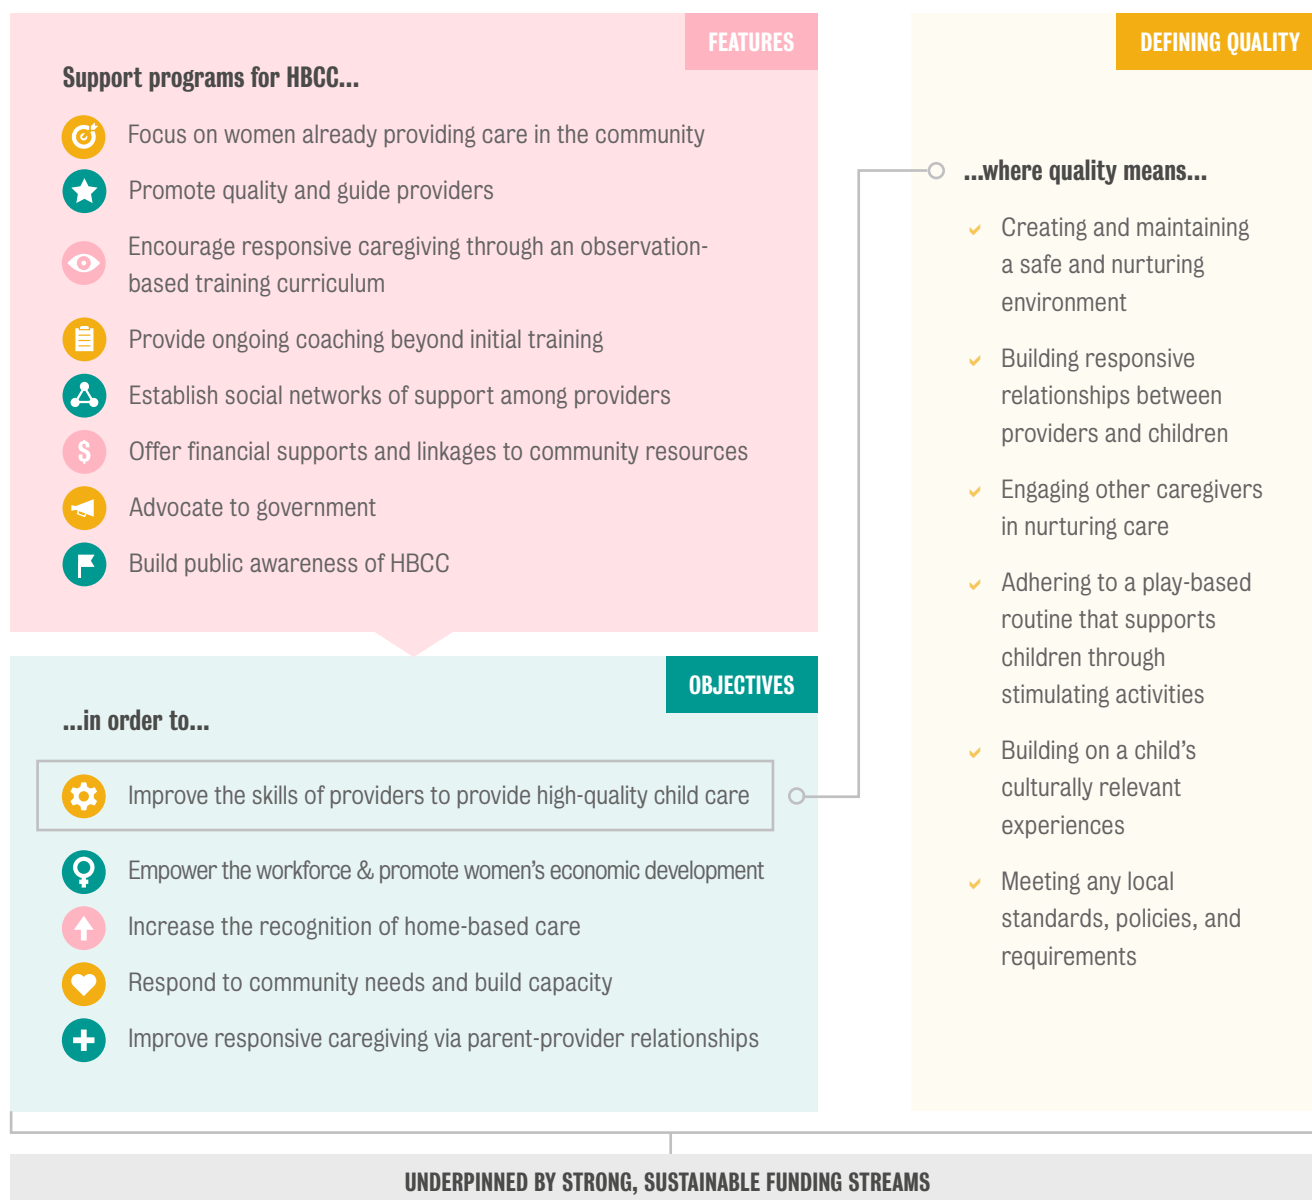 FEATURES
Support programs for HBCC...
Focus on women already providing care in the community
Promote quality and guide providers
Encourage responsive caregiving through an observation-
based training curriculum
Provide ongoing coaching beyond initial training
Establish social networks of support among providers
$
Offer financial supports and linkages to community resources
Advocate to government
Build public awareness of HBCC
OBJECTIVES
...in order to...
Improve the skills of providers to provide high-quality child care
Empower the workforce & promote women’s economic development
Increase the recognition of home-based care
Respond to community needs and build capacity
Improve responsive caregiving via parent-provider relationships
DEFINING QUALITY
...where quality means...
Creating and maintaining
a safe and nurturing
environment
Building responsive
relationships between
providers and children
Engaging other caregivers
in nurturing care
Adhering to a play-based
routine that supports
children through
stimulating activities
Building on a child’s
culturally relevant
experiences
Meeting any local
standards, policies, and
requirements
UNDERPINNED BY STRONG, SUSTAINABLE FUNDING STREAMS